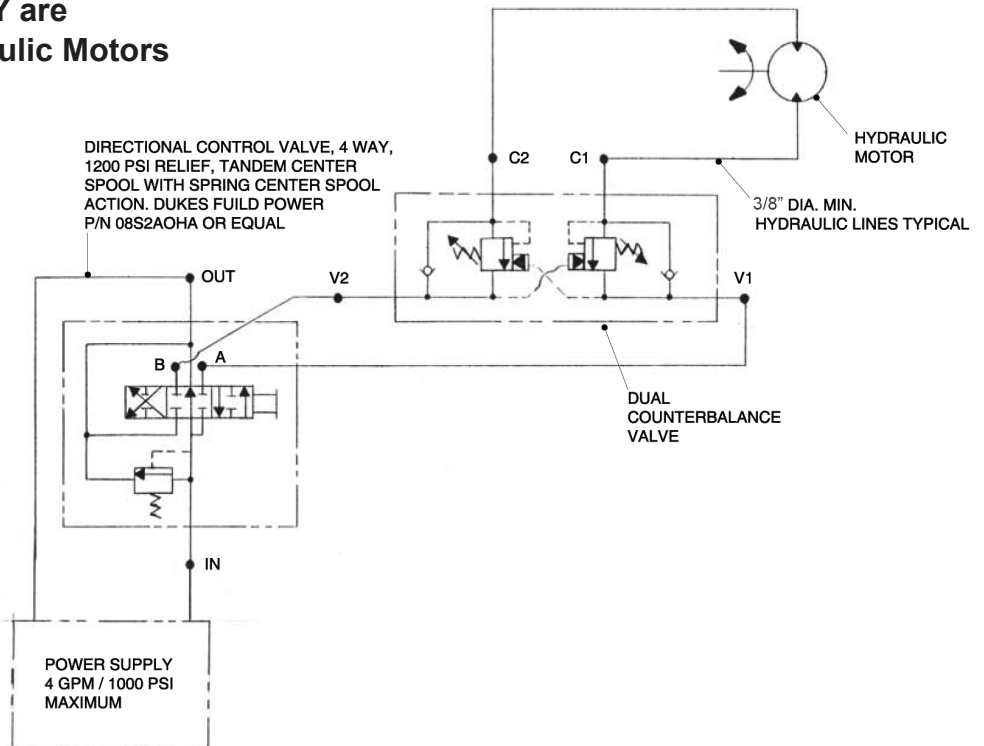 Y are
ulic Motors
DIRECTIONAL CONTROL VALVE, 4 WAY,
1200 PSI RELIEF, TANDEM CENTER
SPOOL WITH SPRING CENTER SPOOL
ACTION. DUKES FUILD POWER
P/N 08S2AOHA OR EQUAL
HYDRAULIC
MOTOR
C2
C1
3/8" DIA. MIN.
HYDRAULIC LINES TYPICAL
OUT
V2
V1
B
A
DUAL
COUNTERBALANCE
VALVE
IN
POWER SUPPLY
4 GPM / 1000 PSI
MAXIMUM